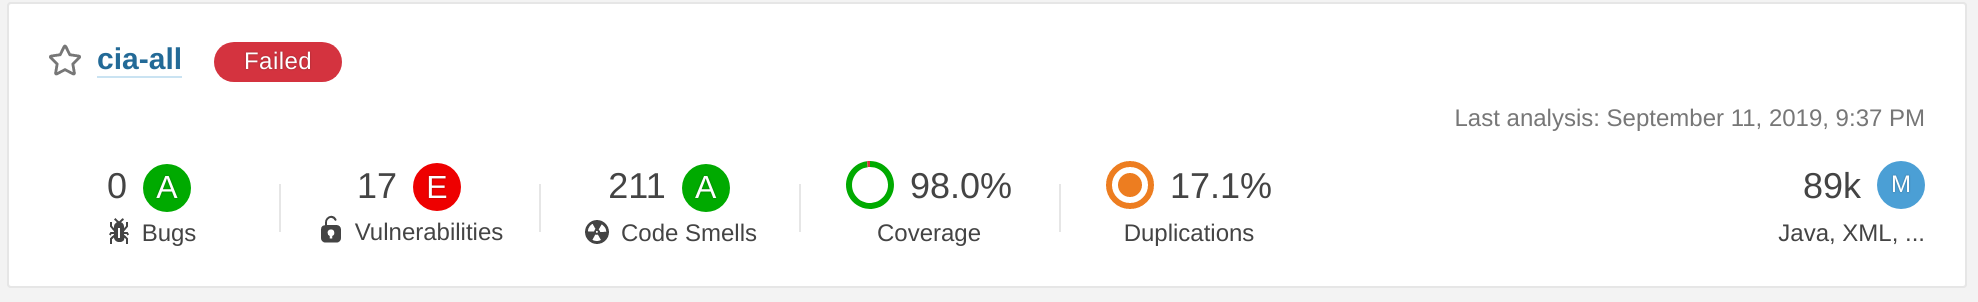 cia-all Failed
Last analysis: September 11, 2019, 9:37 PM
0 A 17 E 211 A 98.0% 17.1% 89k M
Bugs Vulnerabilities Code Smells Coverage Duplications Java, XML, ...